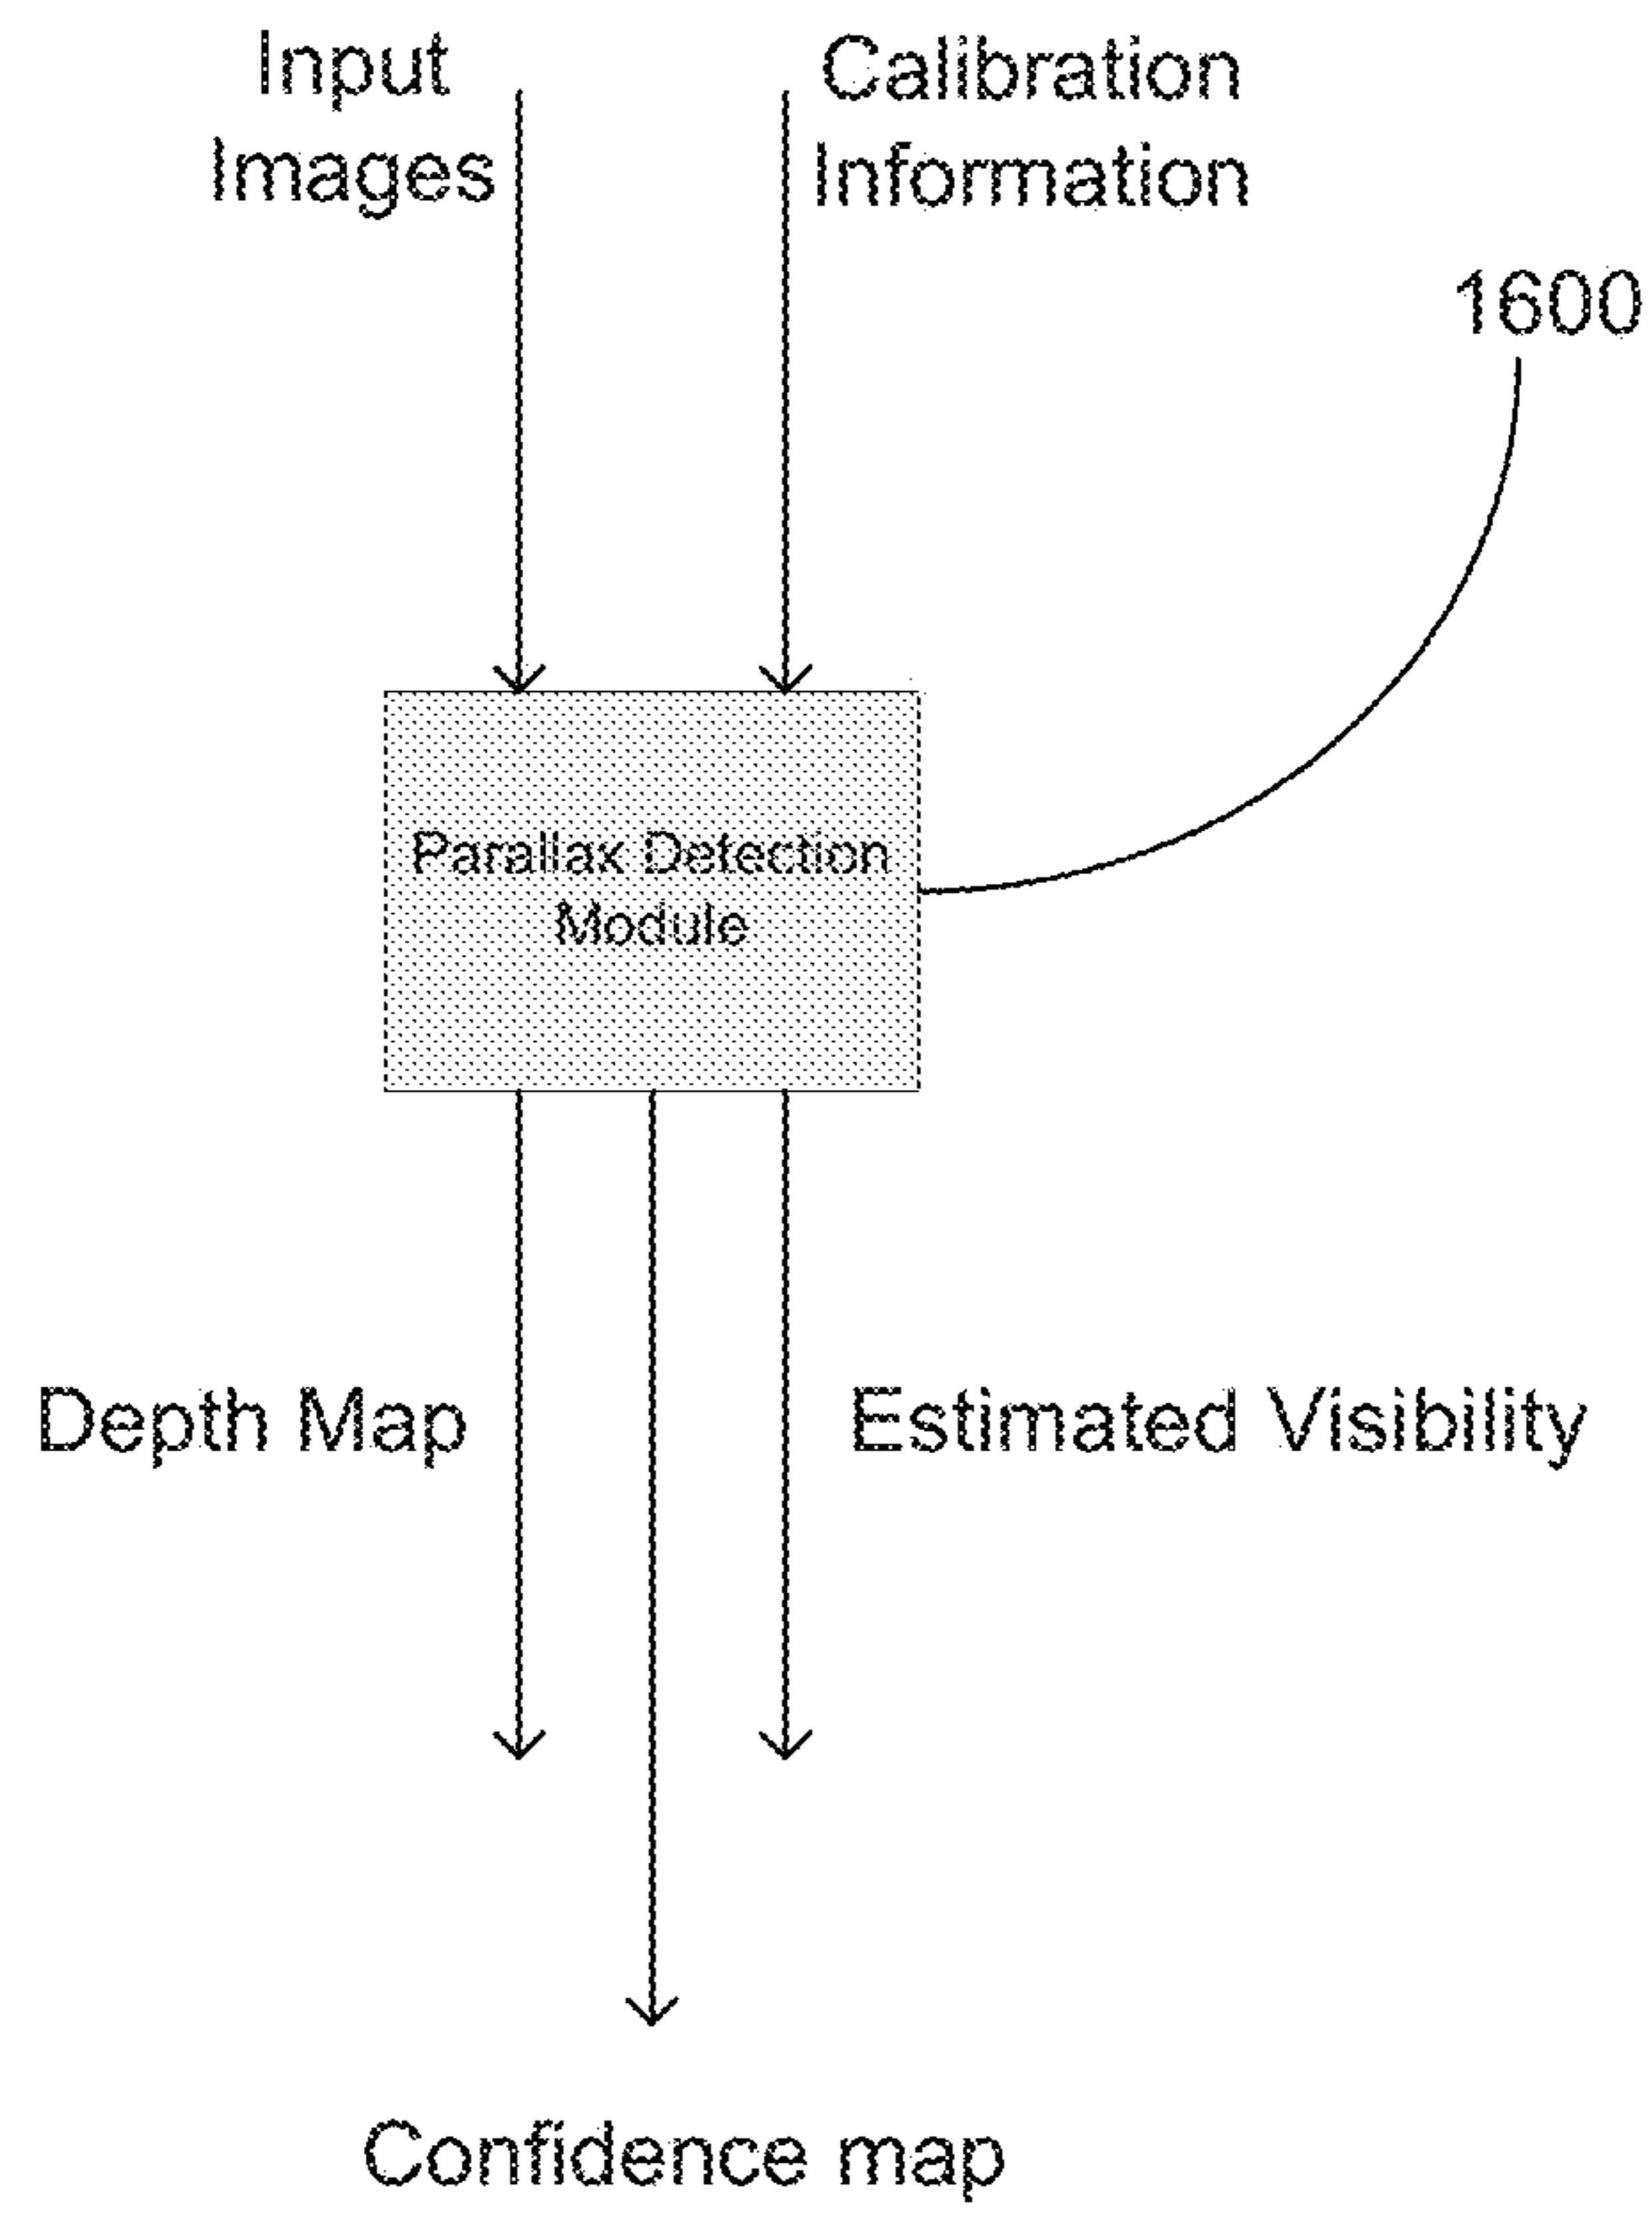 Input
Images
Calibration
Information
1600
Parallax Detection
Module
Depth Map
Estimated Visibility
Confidence map